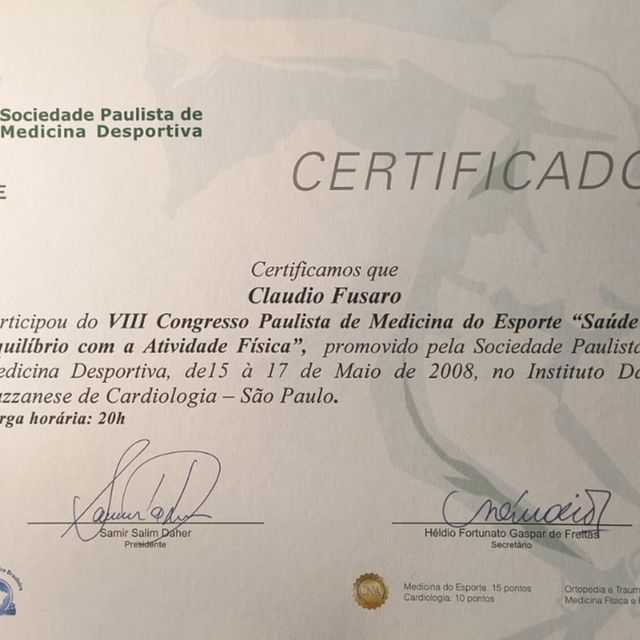 Sociedade Paulista de
Medicina Desportiva
E
CERTIFICADO
Certificamos que
Claudio Fusaro
rticipou do VIII Congresso Paulista de Medicina do Esporte “Saúde
quilíbrio com a Atividade Física”, promovido pela Sociedade Paulista
edicina Desportiva, de15 à 17 de Maio de 2008, no Instituto Da
zzanese de Cardiologia – São Paulo.
rga horária: 20h
Samir Salim Daher
Presidente
Héldio Fortunato Gaspar de Freitas
Secretário
CNA
Medicina do Esporte: 15 pontos
Cardiologia: 10 pontos
Ortopedia e Traum
Medicina Física e